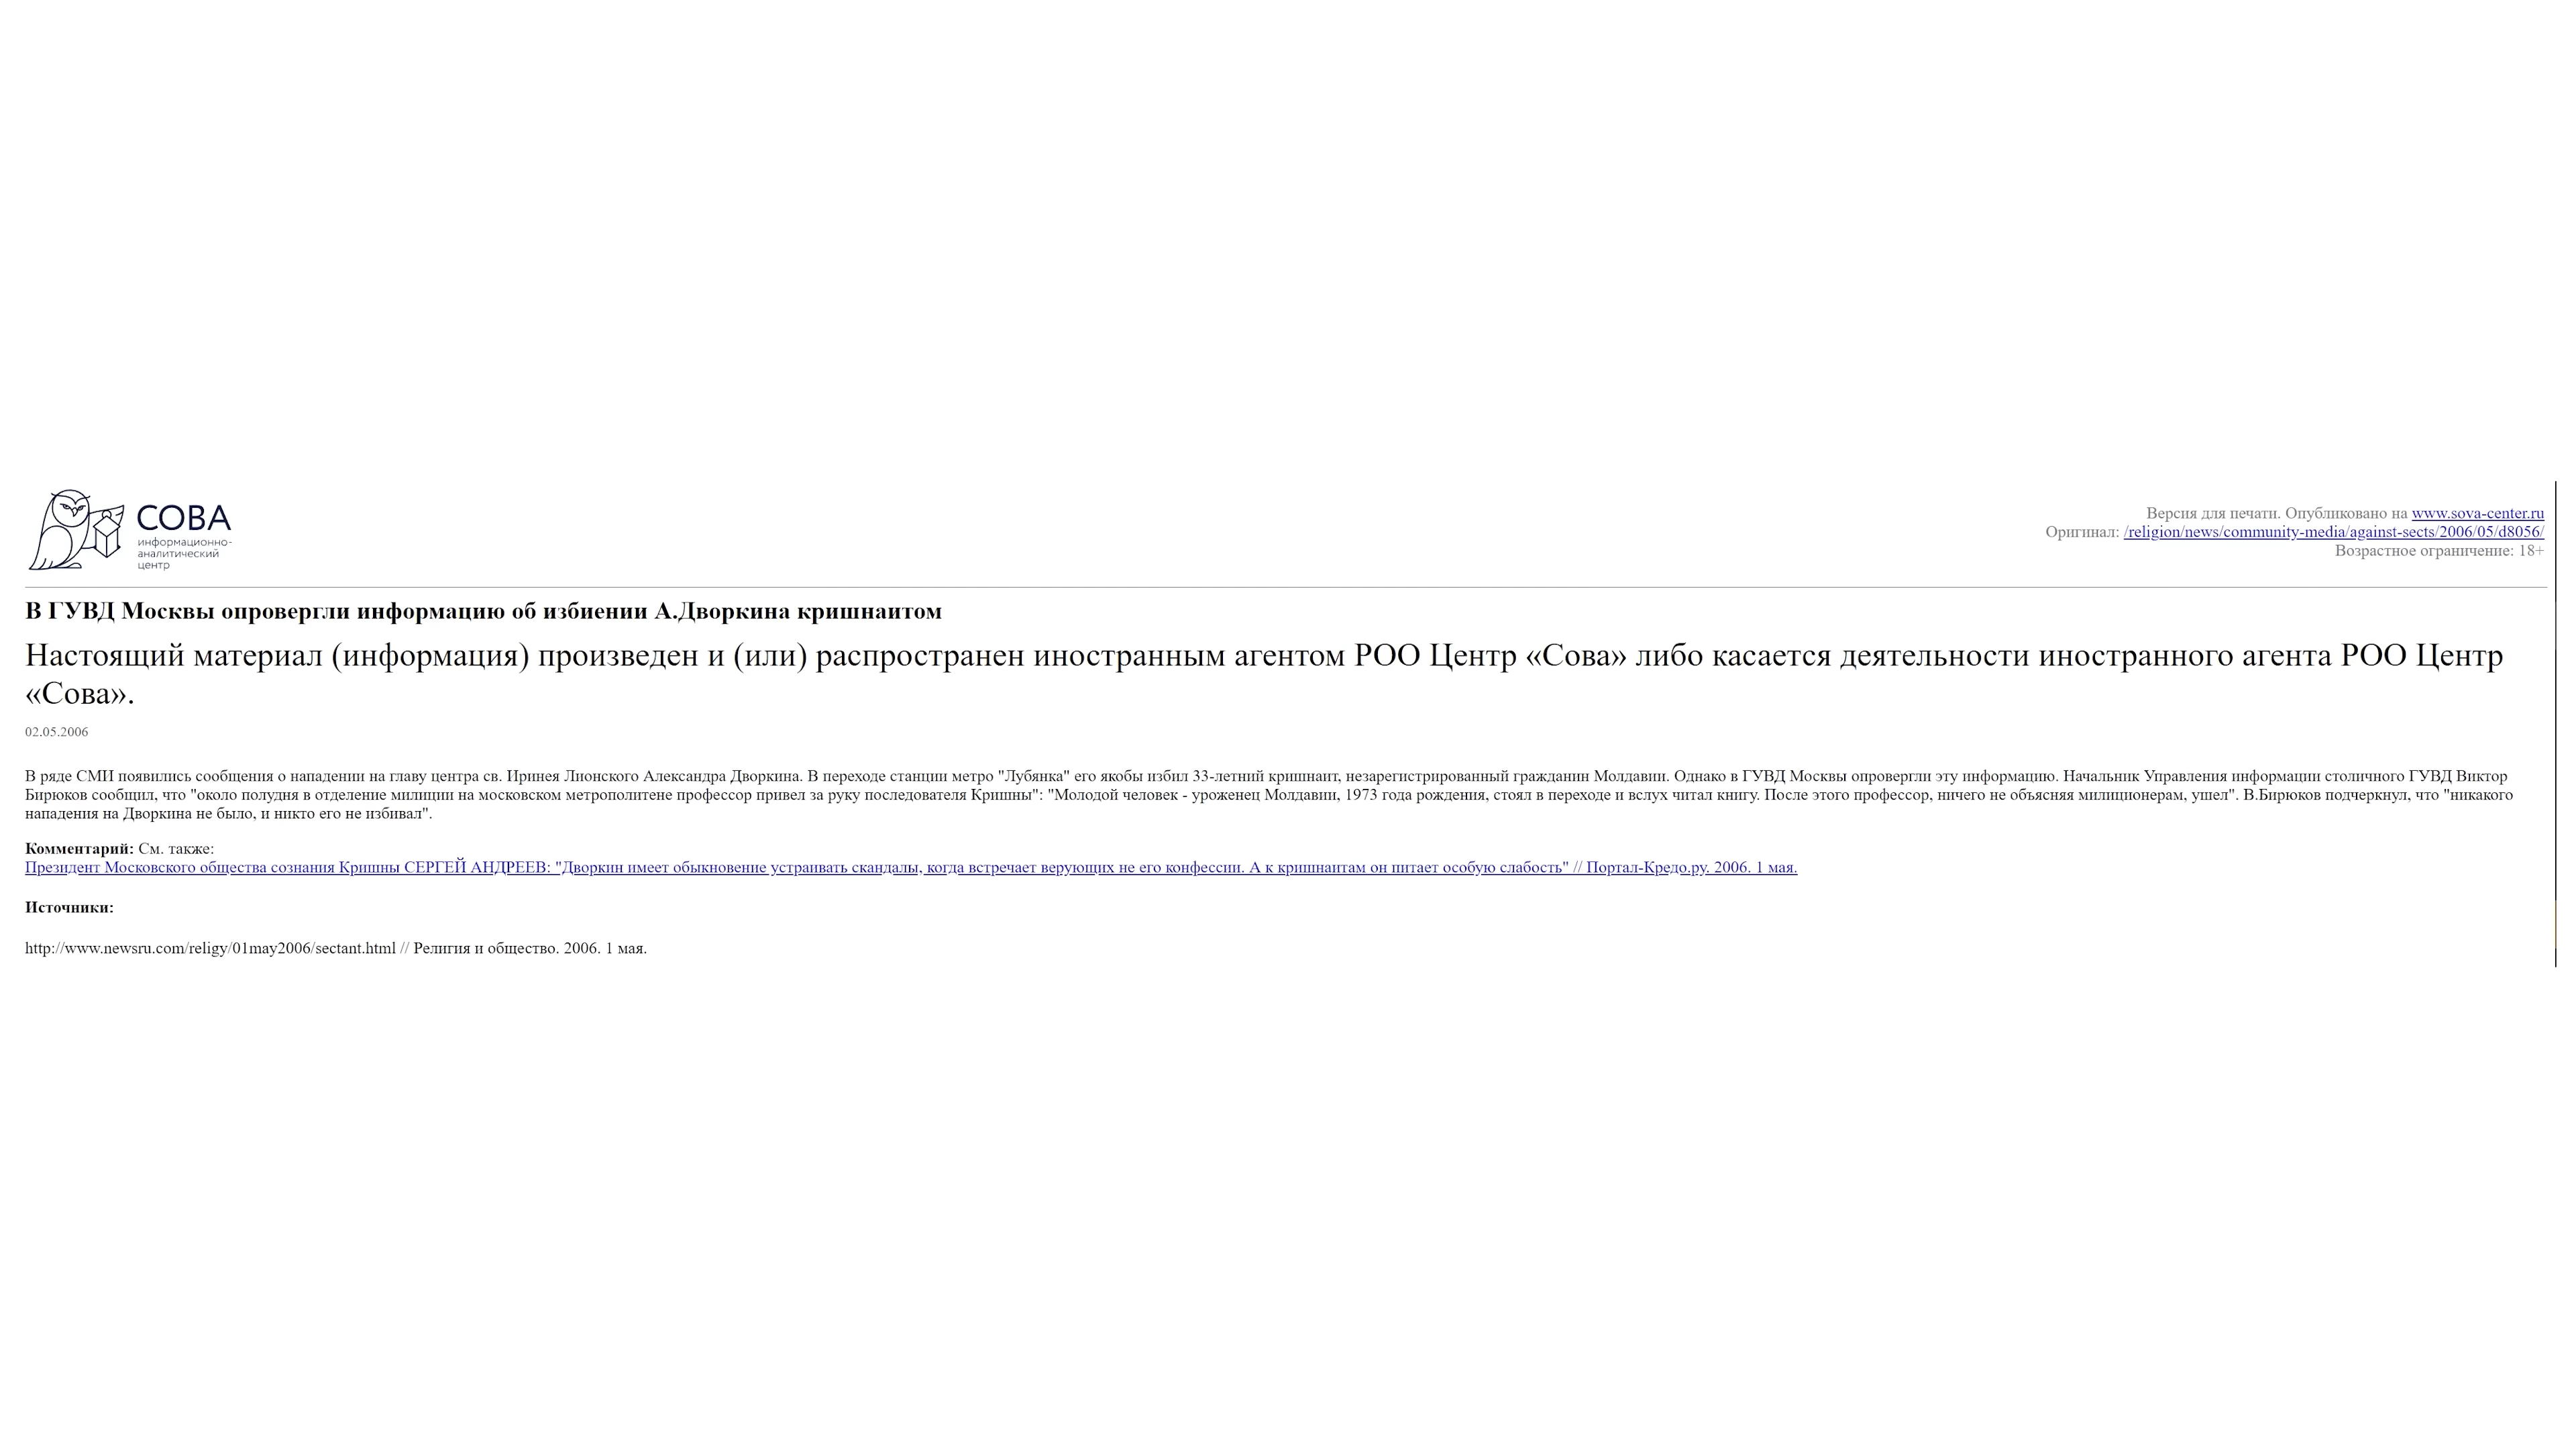 СОВА
информационно-
аналитический
центр
Версия для печати. Опубликовано на www.sova-center.ru
Оригинал: /religion/news/community-media/against-sects/2006/05/d8056/
Возрастное ограничение: 18+
В ГУВД Москвы опровергли информацию об избиении А.Дворкина кришнаитом
Настоящий материал (информация) произведен и (или) распространен иностранным агентом РОО Центр «Сова» либо касается деятельности иностранного агента РОО Центр
«Сова».
02.05.2006
В ряде СМИ появились сообщения о нападении на главу центра св. Иринея Лионского Александра Дворкина. В переходе станции метро "Лубянка" его якобы избил 33-летний кришнаит, незарегистрированный гражданин Молдавии. Однако в ГУВД Москвы опровергли эту информацию. Начальник Управления информации столичного ГУВД Виктор
Бирюков сообщил, что "около полудня в отделение милиции на московском метрополитене профессор привел за руку последователя Кришны": "Молодой человек - уроженец Молдавии, 1973 года рождения, стоял в переходе и вслух читал книгу. После этого профессор, ничего не объясняя милиционерам, ушел". В.Бирюков подчеркнул, что "никакого
нападения на Дворкина не было, и никто его не избивал".
Комментарий: См. также:
Президент Московского общества сознания Кришны СЕРГЕЙ АНДРЕЕВ: "Дворкин имеет обыкновение устраивать скандалы, когда встречает верующих не его конфессии. А к кришнаитам он питает особую слабость" // Портал-Кредо.ру. 2006. 1 мая.
Источники:
http://www.newsru.com/religy/01may2006/sectant.html // Религия и общество. 2006. 1 мая.